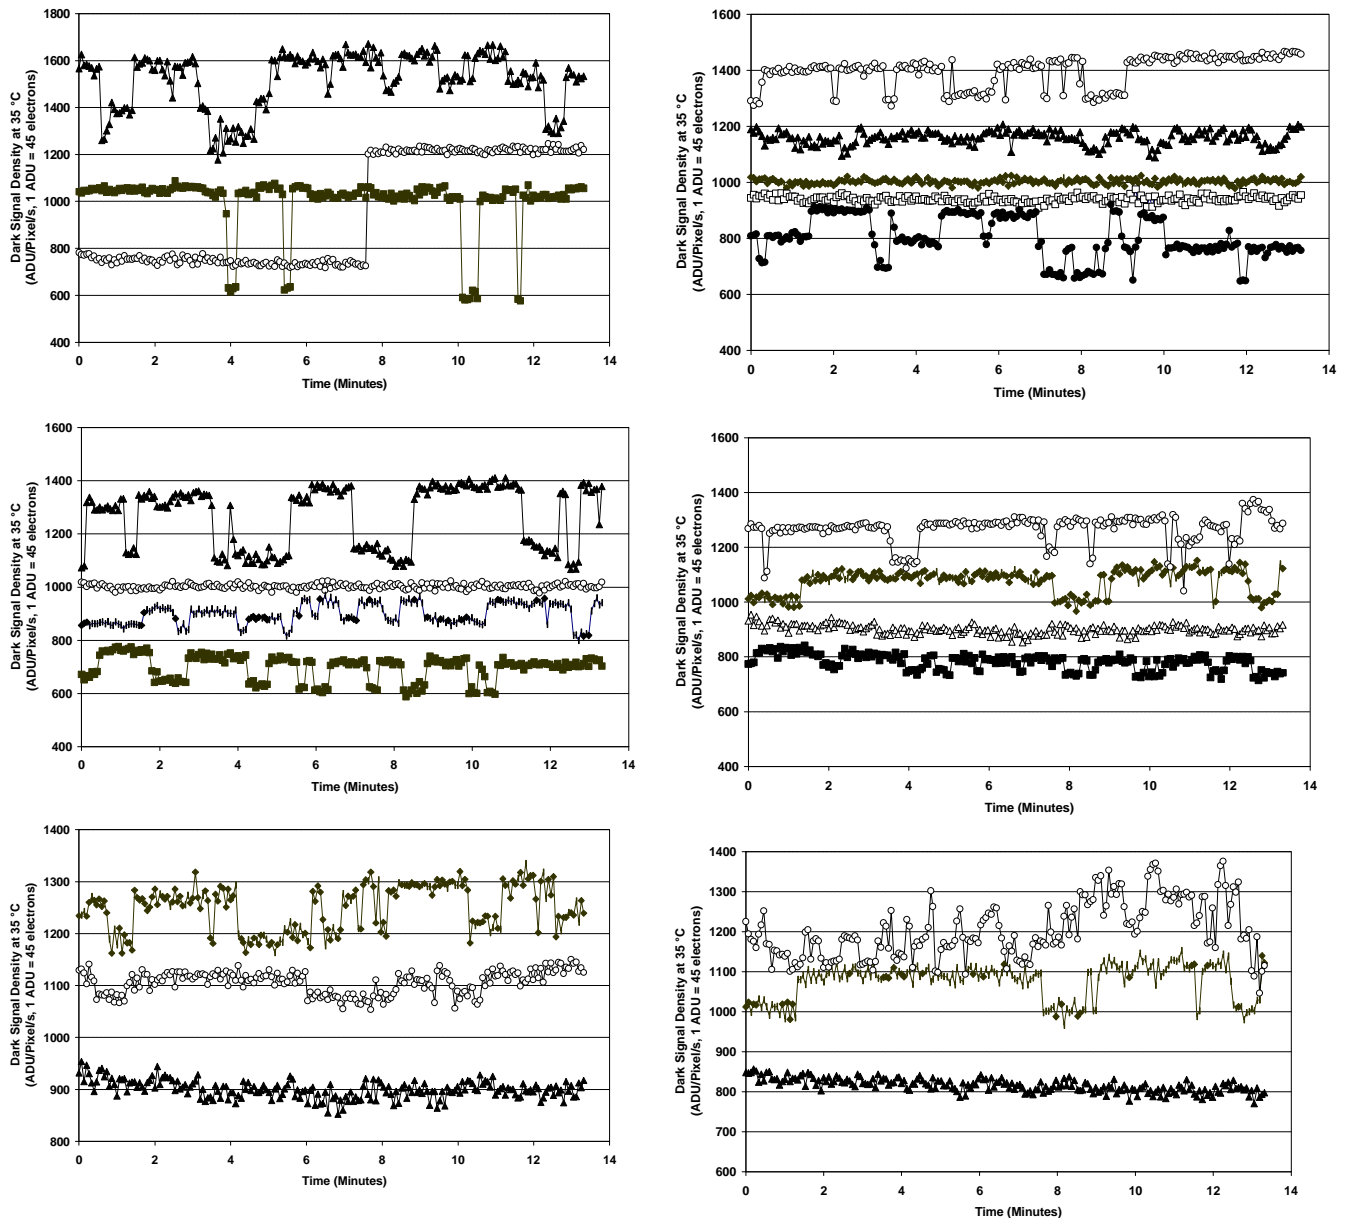 Dark Signal Density at 35 °C
(ADU/Pixel/s, 1 ADU = 45 electrons)
1800
1600
1400
1200
1000
800
600
400
0 2 4 6 8 10 12 14
Time (Minutes)
Dark Signal Density at 35 °C
(ADU/Pixel/s, 1 ADU = 45 electrons)
1600
1400
1200
1000
800
600
400
0 2 4 6 8 10 12 14
Time (Minutes)
Dark Signal Density at 35 °C
(ADU/Pixel/s, 1 ADU = 45 electrons)
1600
1400
1200
1000
800
600
400
0 2 4 6 8 10 12 14
Time (Minutes)
Dark Signal Density at 35 °C
(ADU/Pixel/s, 1 ADU = 45 electrons)
1600
1400
1200
1000
800
600
400
0 2 4 6 8 10 12 14
Time (Minutes)
Dark Signal Density at 35 °C
(ADU/Pixel/s, 1 ADU = 45 electrons)
1400
1300
1200
1100
1000
900
800
0 2 4 6 8 10 12 14
Time (Minutes)
Dark Signal Density at 35 °C
(ADU/Pixel/s, 1 ADU = 45 electrons)
1400
1300
1200
1100
1000
900
800
700
600
0 2 4 6 8 10 12 14
Time (Minutes)